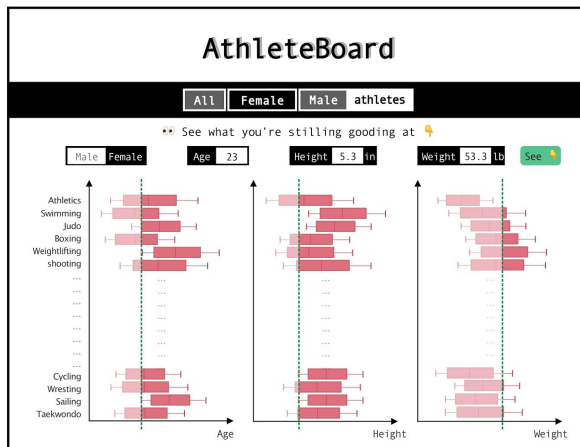 AthleteBoard
All Female Male athletes
👀 See what you're stilling gooding at 👇
Male Female Age 23 Height 5.3 in Weight 53.3 lb See 👇
Athletics
Swimming
Judo
Boxing
Weightlifting
shooting
... ... ... ...
... ... ... ...
... ... ... ...
... ... ... ...
... ... ... ...
... ... ... ...
...
Cycling
Wresting
Sailing
Taekwondo
Age Height Weight